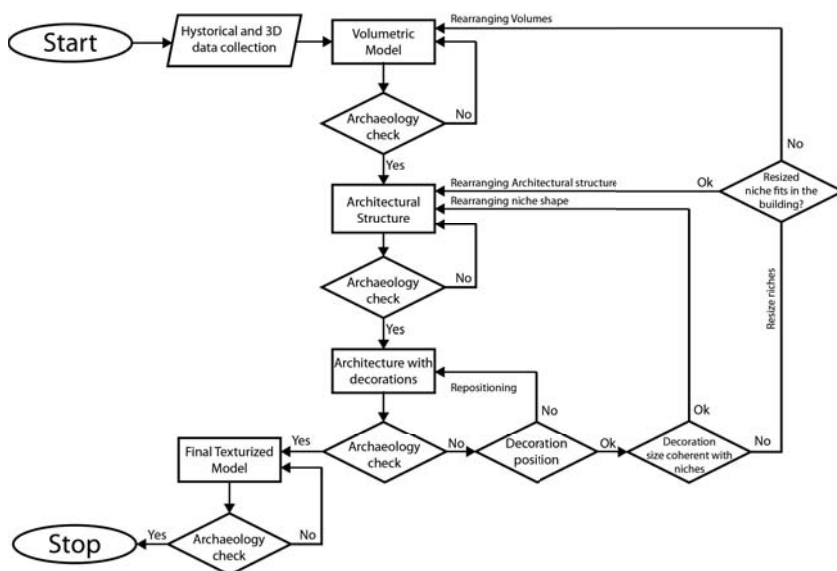 Start
Hystorical and 3D
data collection
Volumetric
Model
Rearranging Volumes
Archaeology
check
No
Yes
No
Resized
niche fits in the
building?
Ok
Rearranging Architectural structure
Rearranging niche shape
Architectural
Structure
Archaeology
check
No
Yes
Resize niches
Architecture with
decorations
Repositioning
No
Ok
Final Texturized
Model
Yes
Archaeology
check
No
Decoration
position
Ok
Decoration
size coherent with
niches
No
Stop
Yes
Archaeology
check
No